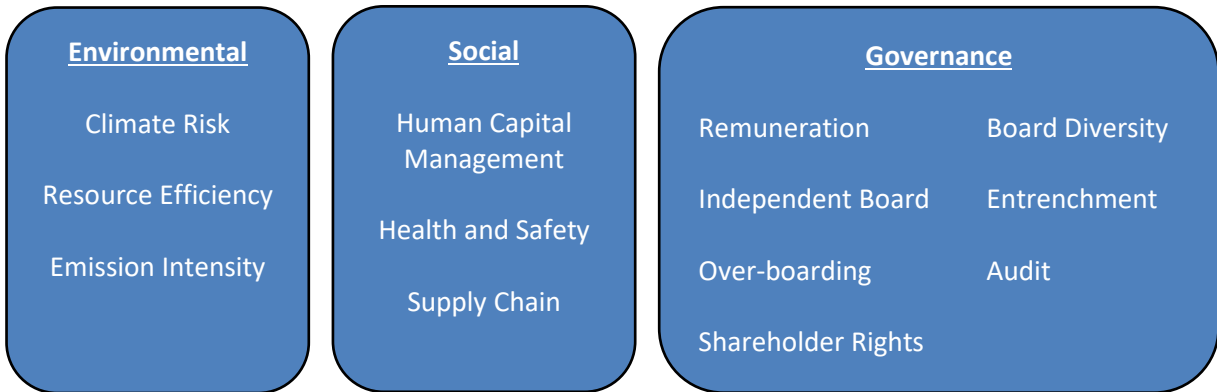 Environmental
Climate Risk
Resource Efficiency
Emission Intensity
Social
Human Capital
Management
Health and Safety
Supply Chain
Governance
Remuneration
Independent Board
Over-boarding
Shareholder Rights
Board Diversity
Entrenchment
Audit